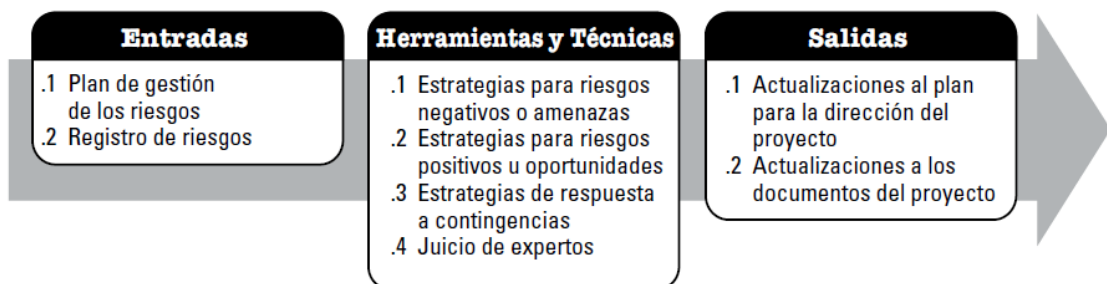 Entradas
.1 Plan de gestión
de los riesgos
.2 Registro de riesgos
Herramientas y Técnicas
.1 Estrategias para riesgos
negativos o amenazas
.2 Estrategias para riesgos
positivos u oportunidades
.3 Estrategias de respuesta
a contingencias
.4 Juicio de expertos
Salidas
.1 Actualizaciones al plan
para la dirección del
proyecto
.2 Actualizaciones a los
documentos del proyecto